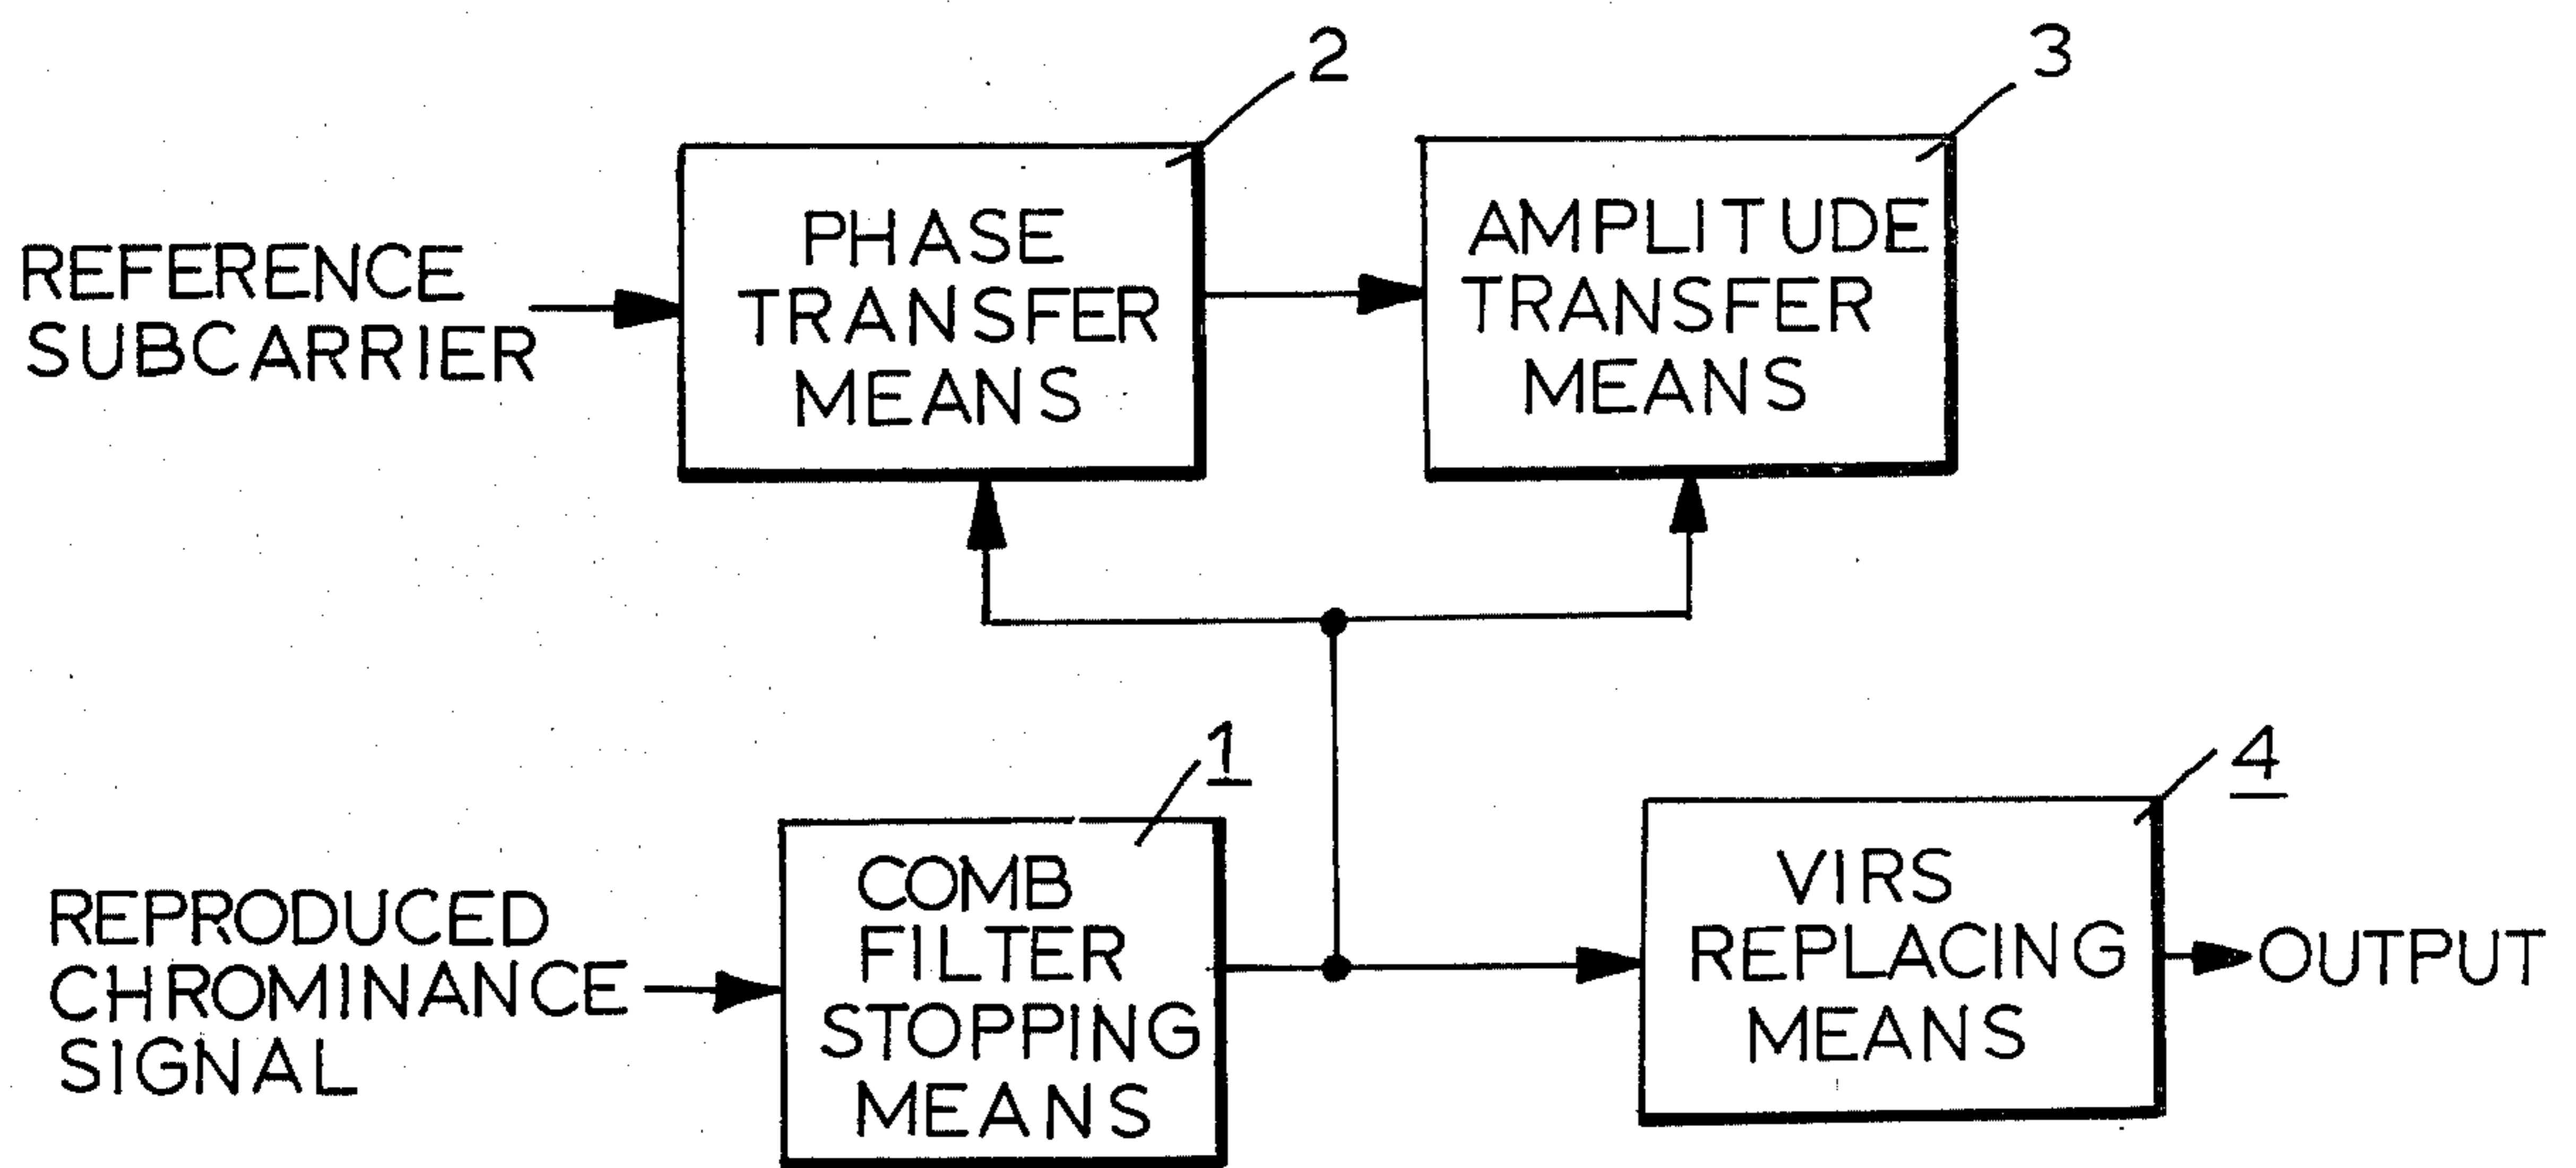 2
3
REFERENCE
SUBCARRIER
PHASE
TRANSFER
MEANS
AMPLITUDE
TRANSFER
MEANS
1
4
REPRODUCED
CHROMINANCE
SIGNAL
COMB
FILTER
STOPPING
MEANS
VIRS
REPLACING
MEANS
OUTPUT